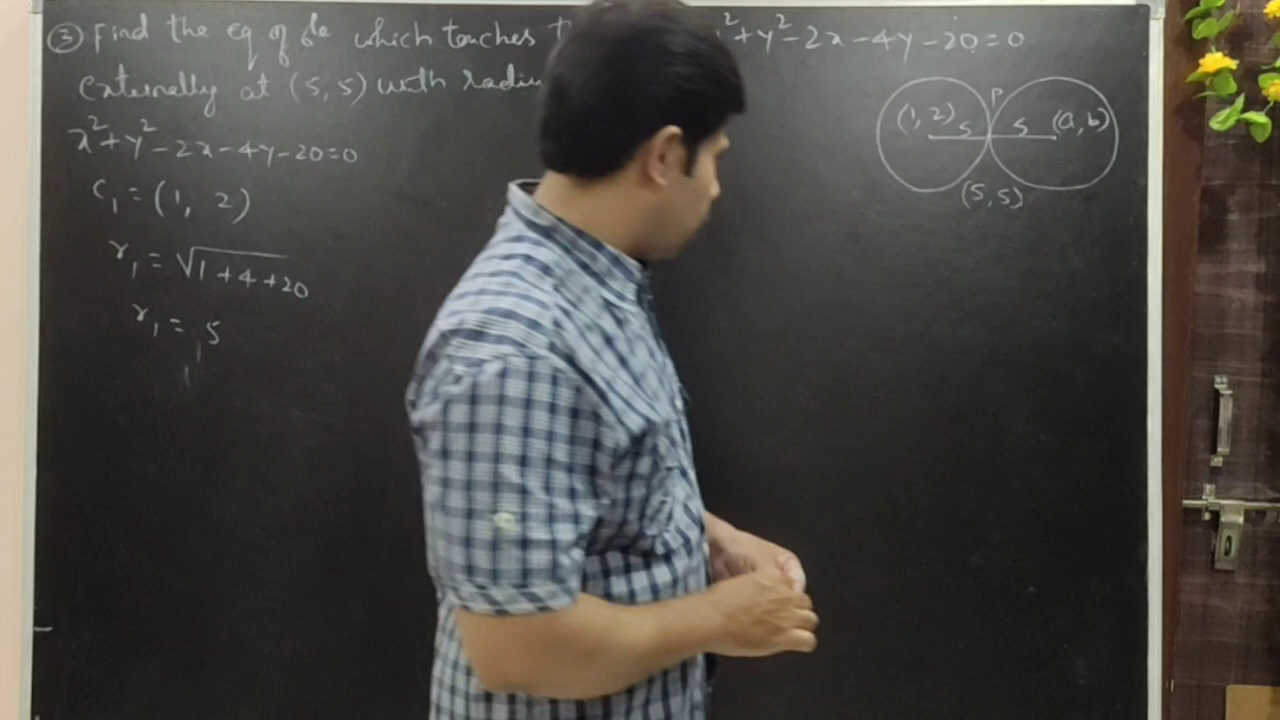 ③ Find the eq of le which touches t x²+y²-2x-4y-20=0
externally at (5,5) with radiu
x²+y²-2x-4y-20=0
C₁=(1, 2)
r₁=√1+4+20
r₁= 5
P
(1,2) 5 5 (a,b)
(5,5)